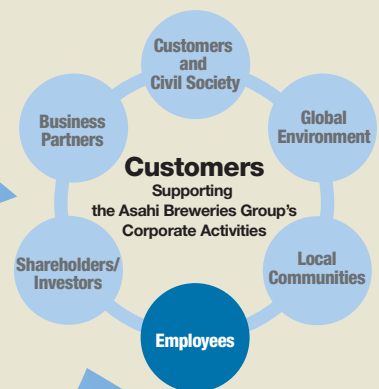 Customers
and
Civil Society
Business
Partners
Global
Environment
Customers
Supporting
the Asahi Breweries Group's
Corporate Activities
Shareholders/
Investors
Local
Communities
Employees